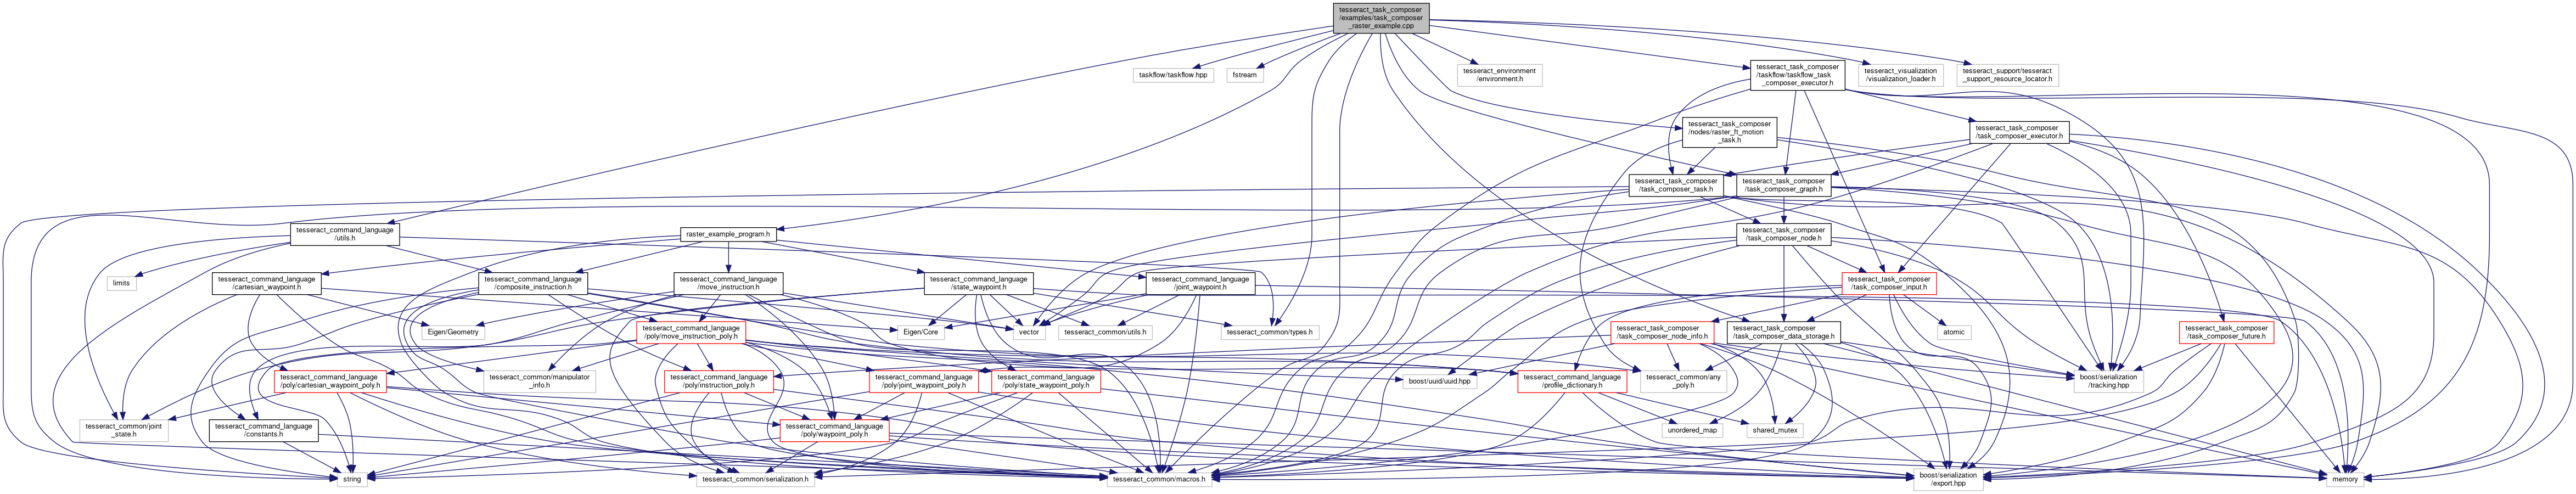 tesseract_task_composer
/examples/task_composer
_raster_example.cpp
taskflow/taskflow.hpp
fstream
tesseract_environment
/environment.h
tesseract_task_composer
/taskflow/taskflow_task
_composer_executor.h
tesseract_visualization
/visualization_loader.h
tesseract_support/tesseract
_support_resource_locator.h
tesseract_task_composer
/nodes/raster_ft_motion
_task.h
tesseract_task_composer
/task_composer_executor.h
tesseract_task_composer
/task_composer_task.h
tesseract_task_composer
/task_composer_graph.h
tesseract_command_language
/utils.h
raster_example_program.h
tesseract_task_composer
/task_composer_node.h
limits
tesseract_command_language
/cartesian_waypoint.h
tesseract_command_language
/composite_instruction.h
tesseract_command_language
/move_instruction.h
tesseract_command_language
/state_waypoint.h
tesseract_command_language
/joint_waypoint.h
tesseract_task_composer
/task_composer_input.h
Eigen/Geometry
tesseract_command_language
/poly/move_instruction_poly.h
Eigen/Core
vector
tesseract_common/utils.h
tesseract_common/types.h
tesseract_task_composer
/task_composer_node_info.h
tesseract_task_composer
/task_composer_data_storage.h
atomic
tesseract_task_composer
/task_composer_future.h
tesseract_command_language
/poly/cartesian_waypoint_poly.h
tesseract_common/manipulator
_info.h
tesseract_command_language
/poly/instruction_poly.h
tesseract_command_language
/poly/joint_waypoint_poly.h
tesseract_command_language
/poly/state_waypoint_poly.h
boost/uuid/uuid.hpp
tesseract_command_language
/profile_dictionary.h
tesseract_common/any
_poly.h
boost/serialization
/tracking.hpp
tesseract_common/joint
_state.h
tesseract_command_language
/constants.h
tesseract_command_language
/poly/waypoint_poly.h
unordered_map
shared_mutex
string
tesseract_common/serialization.h
tesseract_common/macros.h
boost/serialization
/export.hpp
memory